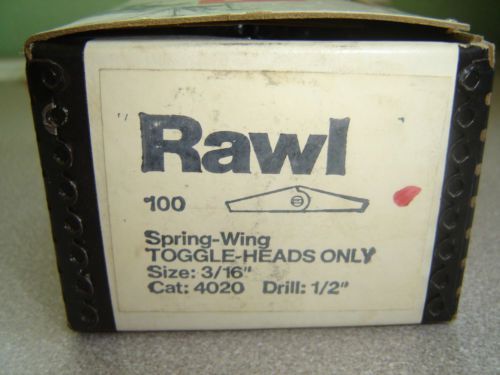 Rawl
100
Spring-Wing
TOGGLE-HEADS ONLY
Size: 3/16"
Cat: 4020 Drill: 1/2"